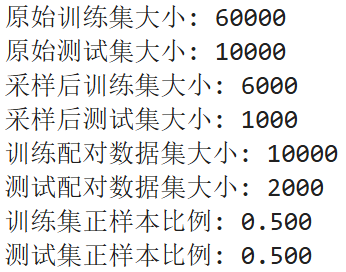 原始训练集大小: 60000
原始测试集大小: 10000
采样后训练集大小: 6000
采样后测试集大小: 1000
训练配对数据集大小: 10000
测试配对数据集大小: 2000
训练集正样本比例: 0.500
测试集正样本比例: 0.500